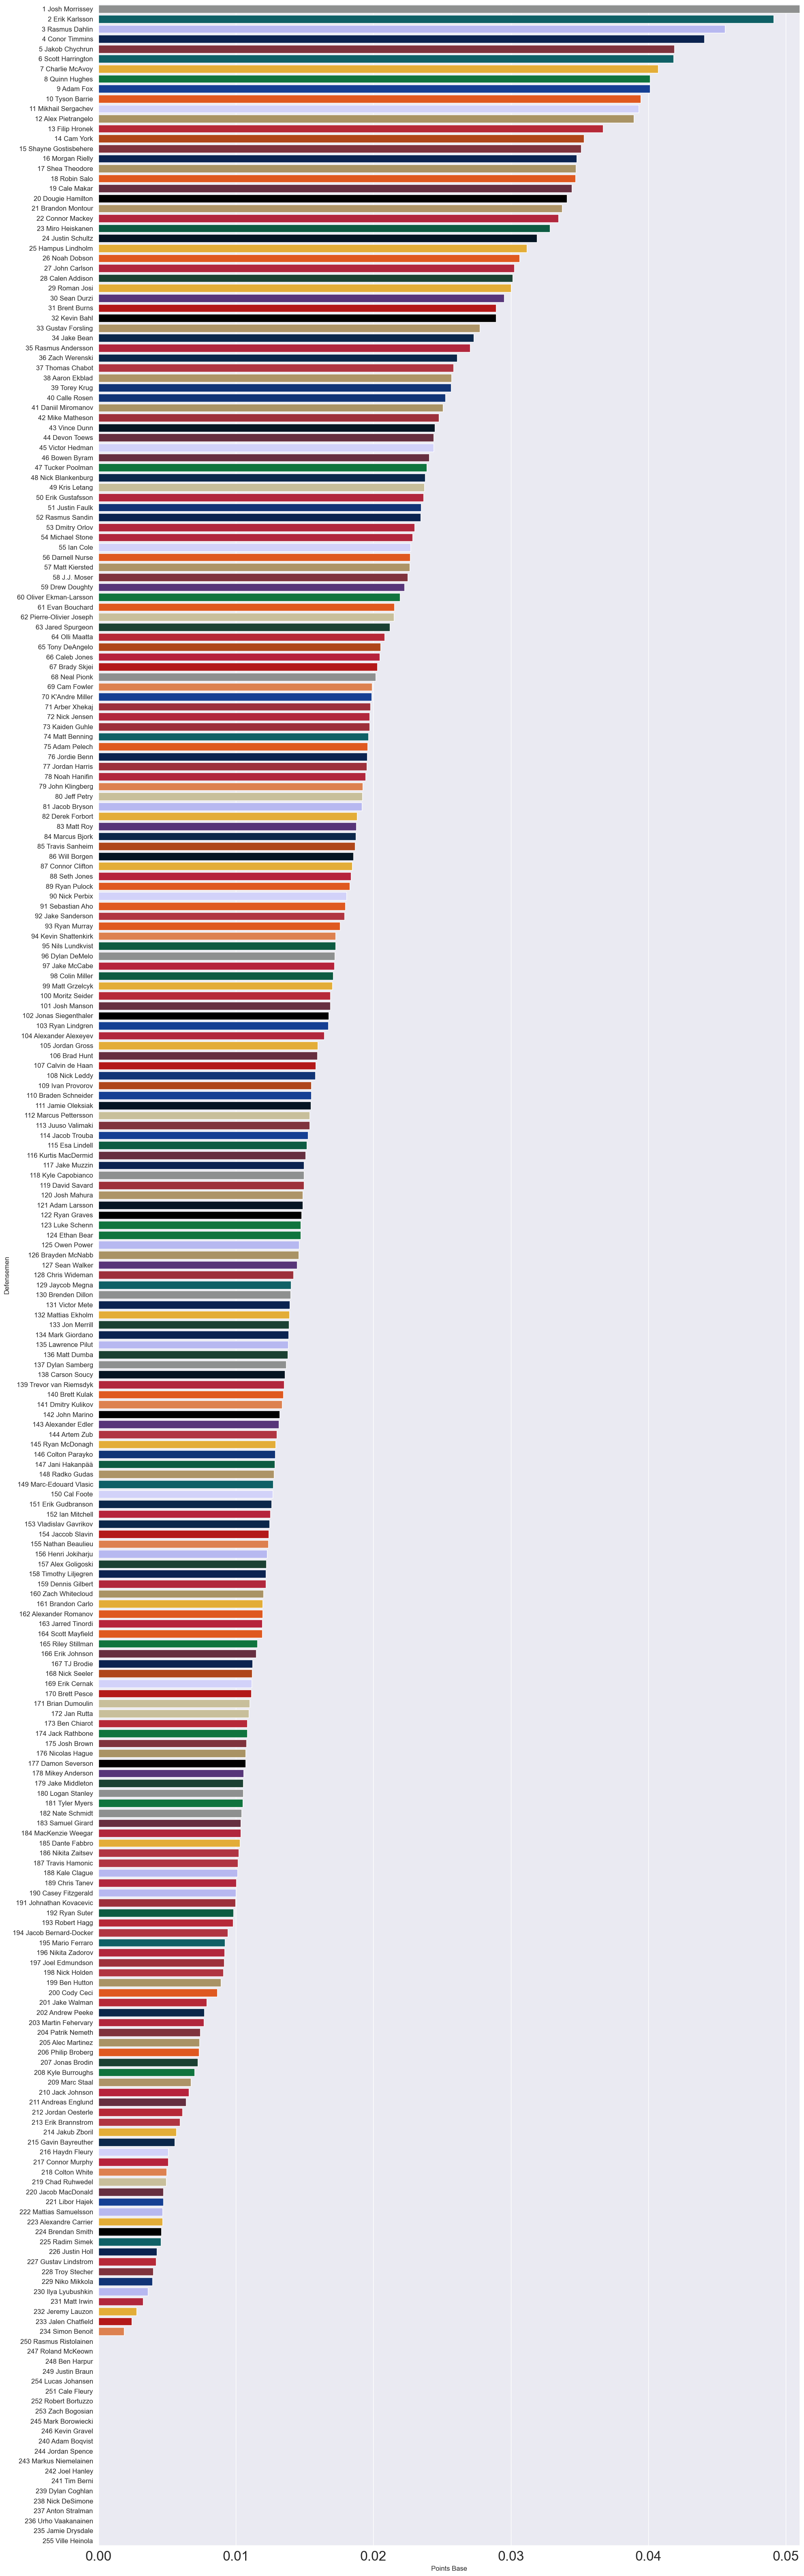 1 Josh Morrissey
2 Erik Karlsson
3 Rasmus Dahlin
4 Conor Timmins
5 Jakob Chychrun
6 Scott Harrington
7 Charlie McAvoy
8 Quinn Hughes
9 Adam Fox
10 Tyson Barrie
11 Mikhail Sergachev
12 Alex Pietrangelo
13 Filip Hronek
14 Cam York
15 Shayne Gostisbehere
16 Morgan Rielly
17 Shea Theodore
18 Robin Salo
19 Cale Makar
20 Dougie Hamilton
21 Brandon Montour
22 Connor Mackey
23 Miro Heiskanen
24 Justin Schultz
25 Hampus Lindholm
26 Noah Dobson
27 John Carlson
28 Calen Addison
29 Roman Josi
30 Sean Durzi
31 Brent Burns
32 Kevin Bahl
33 Gustav Forsling
34 Jake Bean
35 Rasmus Andersson
36 Zach Werenski
37 Thomas Chabot
38 Aaron Ekblad
39 Torey Krug
40 Calle Rosen
41 Daniil Miromanov
42 Mike Matheson
43 Vince Dunn
44 Devon Toews
45 Victor Hedman
46 Bowen Byram
47 Tucker Poolman
48 Nick Blankenburg
49 Kris Letang
50 Erik Gustafsson
51 Justin Faulk
52 Rasmus Sandin
53 Dmitry Orlov
54 Michael Stone
55 Ian Cole
56 Darnell Nurse
57 Matt Kiersted
58 J.J. Moser
59 Drew Doughty
60 Oliver Ekman-Larsson
61 Evan Bouchard
62 Pierre-Olivier Joseph
63 Jared Spurgeon
64 Olli Maatta
65 Tony DeAngelo
66 Caleb Jones
67 Brady Skjei
68 Neal Pionk
69 Cam Fowler
70 K'Andre Miller
71 Arber Xhekaj
72 Nick Jensen
73 Kaiden Guhle
74 Matt Benning
75 Adam Pelech
76 Jordie Benn
77 Jordan Harris
78 Noah Hanifin
79 John Klingberg
80 Jeff Petry
81 Jacob Bryson
82 Derek Forbort
83 Matt Roy
84 Marcus Bjork
85 Travis Sanheim
86 Will Borgen
87 Connor Clifton
88 Seth Jones
89 Ryan Pulock
90 Nick Perbix
91 Sebastian Aho
92 Jake Sanderson
93 Ryan Murray
94 Kevin Shattenkirk
95 Nils Lundkvist
96 Dylan DeMelo
97 Jake McCabe
98 Colin Miller
99 Matt Grzelcyk
100 Moritz Seider
101 Josh Manson
102 Jonas Siegenthaler
103 Ryan Lindgren
104 Alexander Alexeyev
105 Jordan Gross
106 Brad Hunt
107 Calvin de Haan
108 Nick Leddy
109 Ivan Provorov
110 Braden Schneider
111 Jamie Oleksiak
112 Marcus Pettersson
113 Juuso Valimaki
114 Jacob Trouba
115 Esa Lindell
116 Kurtis MacDermid
117 Jake Muzzin
118 Kyle Capobianco
119 David Savard
120 Josh Mahura
121 Adam Larsson
122 Ryan Graves
123 Luke Schenn
124 Ethan Bear
125 Owen Power
126 Brayden McNabb
127 Sean Walker
128 Chris Wideman
129 Jaycob Megna
130 Brenden Dillon
131 Victor Mete
132 Mattias Ekholm
133 Jon Merrill
134 Mark Giordano
135 Lawrence Pilut
136 Matt Dumba
137 Dylan Samberg
138 Carson Soucy
139 Trevor van Riemsdyk
140 Brett Kulak
141 Dmitry Kulikov
142 John Marino
143 Alexander Edler
144 Artem Zub
145 Ryan McDonagh
146 Colton Parayko
147 Jani Hakanpää
148 Radko Gudas
149 Marc-Edouard Vlasic
150 Cal Foote
151 Erik Gudbranson
152 Ian Mitchell
153 Vladislav Gavrikov
154 Jaccob Slavin
155 Nathan Beaulieu
156 Henri Jokiharju
157 Alex Goligoski
158 Timothy Liljegren
159 Dennis Gilbert
160 Zach Whitecloud
161 Brandon Carlo
162 Alexander Romanov
163 Jarred Tinordi
164 Scott Mayfield
165 Riley Stillman
166 Erik Johnson
167 TJ Brodie
168 Nick Seeler
169 Erik Cernak
170 Brett Pesce
171 Brian Dumoulin
172 Jan Rutta
173 Ben Chiarot
174 Jack Rathbone
175 Josh Brown
176 Nicolas Hague
177 Damon Severson
178 Mikey Anderson
179 Jake Middleton
180 Logan Stanley
181 Tyler Myers
182 Nate Schmidt
183 Samuel Girard
184 MacKenzie Weegar
185 Dante Fabbro
186 Nikita Zaitsev
187 Travis Hamonic
188 Kale Clague
189 Chris Tanev
190 Casey Fitzgerald
191 Johnathan Kovacevic
192 Ryan Suter
193 Robert Hagg
194 Jacob Bernard-Docker
195 Mario Ferraro
196 Nikita Zadorov
197 Joel Edmundson
198 Nick Holden
199 Ben Hutton
200 Cody Ceci
201 Jake Walman
202 Andrew Peeke
203 Martin Fehervary
204 Patrik Nemeth
205 Alec Martinez
206 Philip Broberg
207 Jonas Brodin
208 Kyle Burroughs
209 Marc Staal
210 Jack Johnson
211 Andreas Englund
212 Jordan Oesterle
213 Erik Brannstrom
214 Jakub Zboril
215 Gavin Bayreuther
216 Haydn Fleury
217 Connor Murphy
218 Colton White
219 Chad Ruhwedel
220 Jacob MacDonald
221 Libor Hajek
222 Mattias Samuelsson
223 Alexandre Carrier
224 Brendan Smith
225 Radim Simek
226 Justin Holl
227 Gustav Lindstrom
228 Troy Stecher
229 Niko Mikkola
230 Ilya Lyubushkin
231 Matt Irwin
232 Jeremy Lauzon
233 Jalen Chatfield
234 Simon Benoit
250 Rasmus Ristolainen
247 Roland McKeown
248 Ben Harpur
249 Justin Braun
254 Lucas Johansen
251 Cale Fleury
252 Robert Bortuzzo
253 Zach Bogosian
245 Mark Borowiecki
246 Kevin Gravel
240 Adam Boqvist
244 Jordan Spence
243 Markus Niemelainen
242 Joel Hanley
241 Tim Berni
239 Dylan Coghlan
238 Nick DeSimone
237 Anton Stralman
236 Urho Vaakanainen
235 Jamie Drysdale
255 Ville Heinola
Defensemen
0.00 0.01 0.02 0.03 0.04 0.05
Points Base